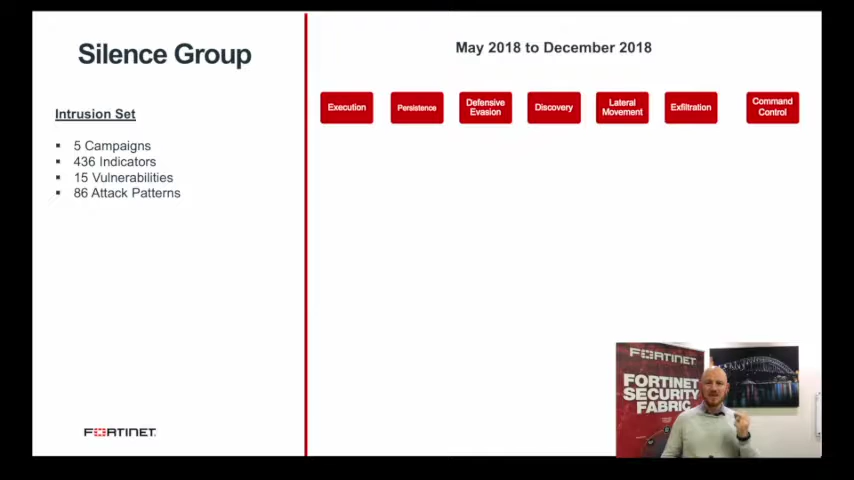 Silence Group
Intrusion Set
5 Campaigns
436 Indicators
15 Vulnerabilities
86 Attack Patterns
FORTINET
May 2018 to December 2018
Execution
Persistence
Defensive
Evasion
Discovery
Lateral
Movement
Exfiltration
Command
Control
FORTINET
FORTINET
SECURITY
FABRIC